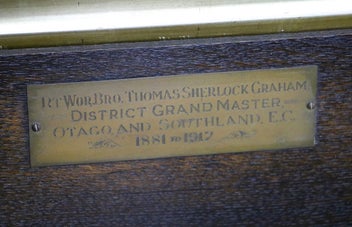 RT WOR. BRO. THOMAS SHERLOCK GRAHAM
DISTRICT GRAND MASTER,
OTAGO AND SOUTHLAND, E.C.
1881 TO 1912